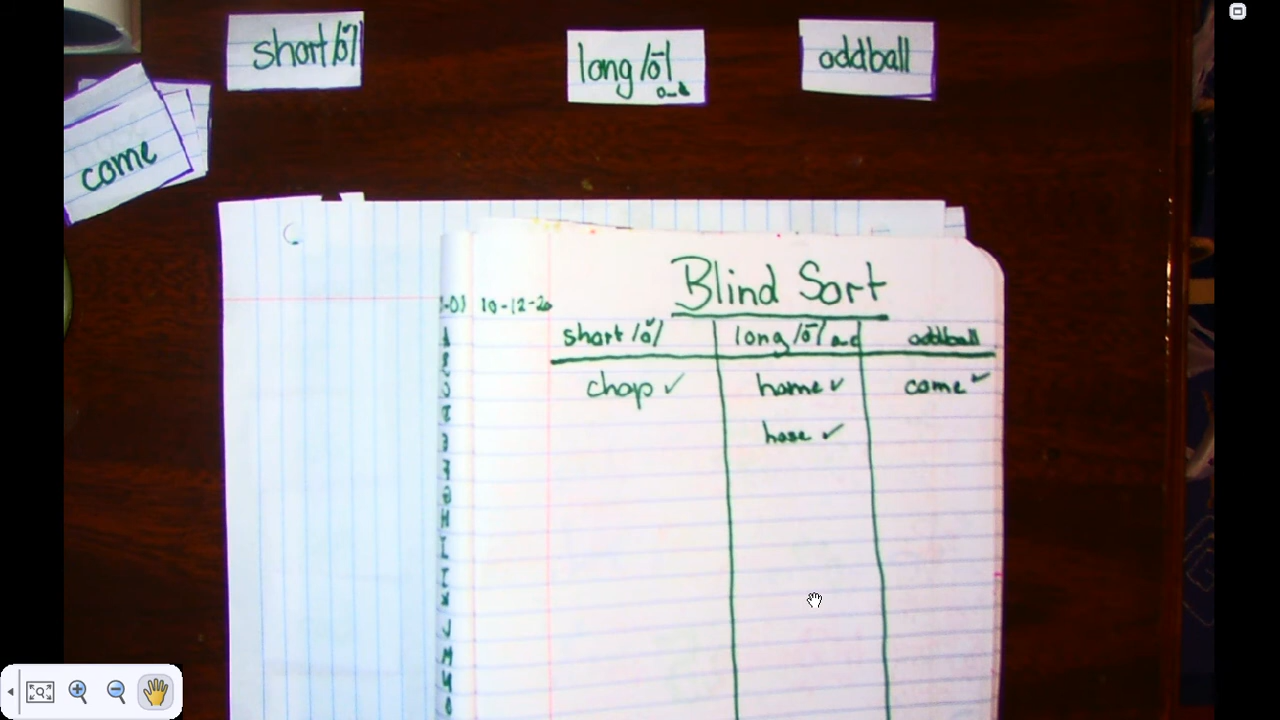 short /ŏ/
long /ō/
oddball
come
Blind Sort
10-12-20
short /ŏ/ long /ō/ oddball
chop ✓ home ✓ come ✓
hose ✓